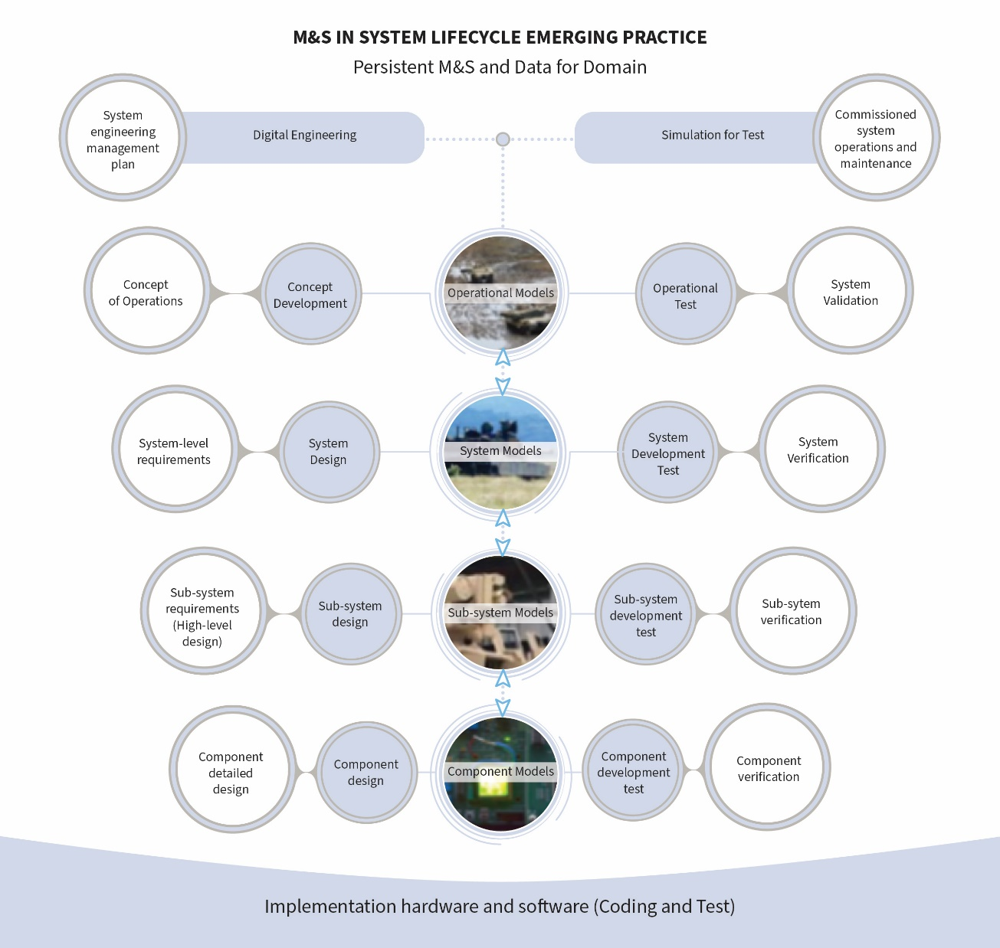 M&S IN SYSTEM LIFECYCLE EMERGING PRACTICE
Persistent M&S and Data for Domain
System
engineering
management
plan
Digital Engineering
Simulation for Test
Commissioned
system
operations and
maintenance
Concept
of Operations
Concept
Development
Operational Models
Operational
Test
System
Validation
System-level
requirements
System
Design
System Models
System
Development
Test
System
Verification
Sub-system
requirements
(High-level
design)
Sub-system
design
Sub-system Models
Sub-system
development
test
Sub-sytem
verification
Component
detailed
design
Component
design
Component Models
Component
development
test
Component
verification
Implementation hardware and software (Coding and Test)